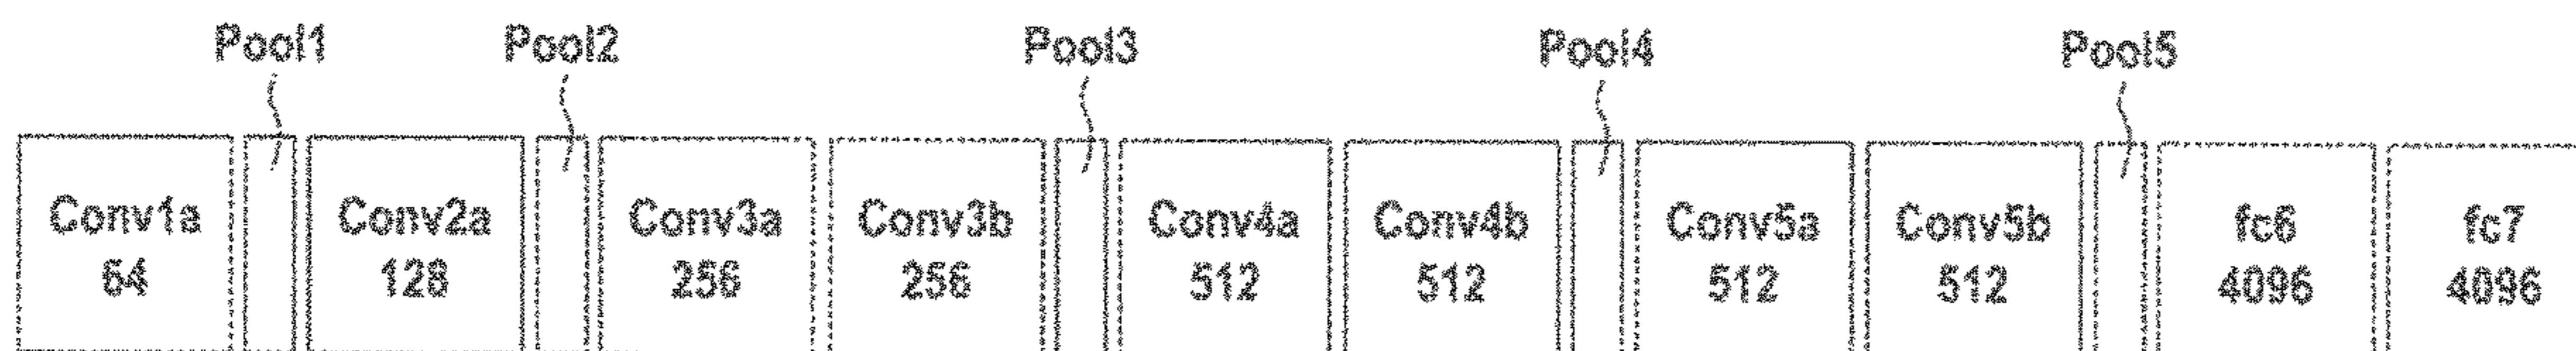 Pool1 Pool2 Pool3 Pool4 Pool5
Conv1a Conv2a Conv3a Conv3b Conv4a Conv4b Conv5a Conv5b fc6 fc7
64 128 256 256 512 512 512 512 4096 4096